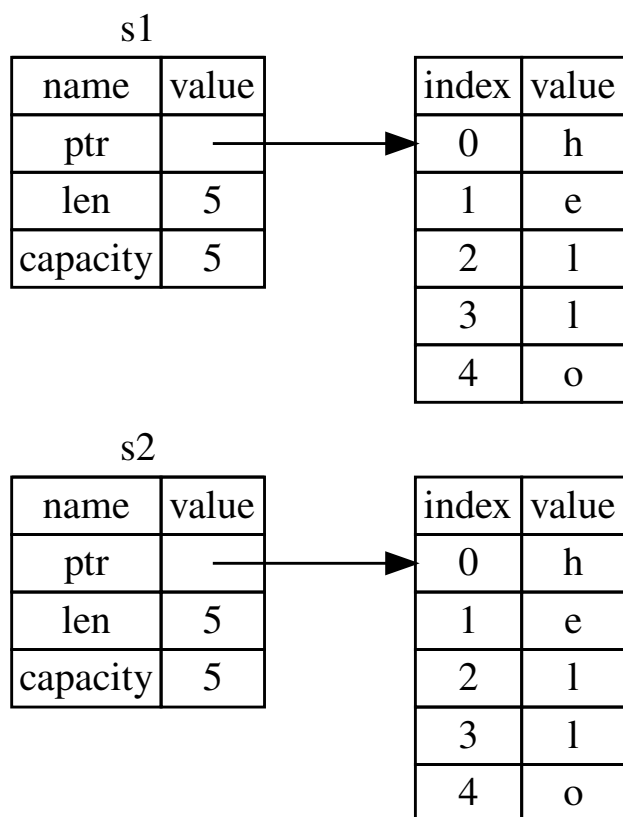 s1
name value
ptr
len 5
capacity 5
index value
0 h
1 e
2 l
3 l
4 o
s2
name value
ptr
len 5
capacity 5
index value
0 h
1 e
2 l
3 l
4 o